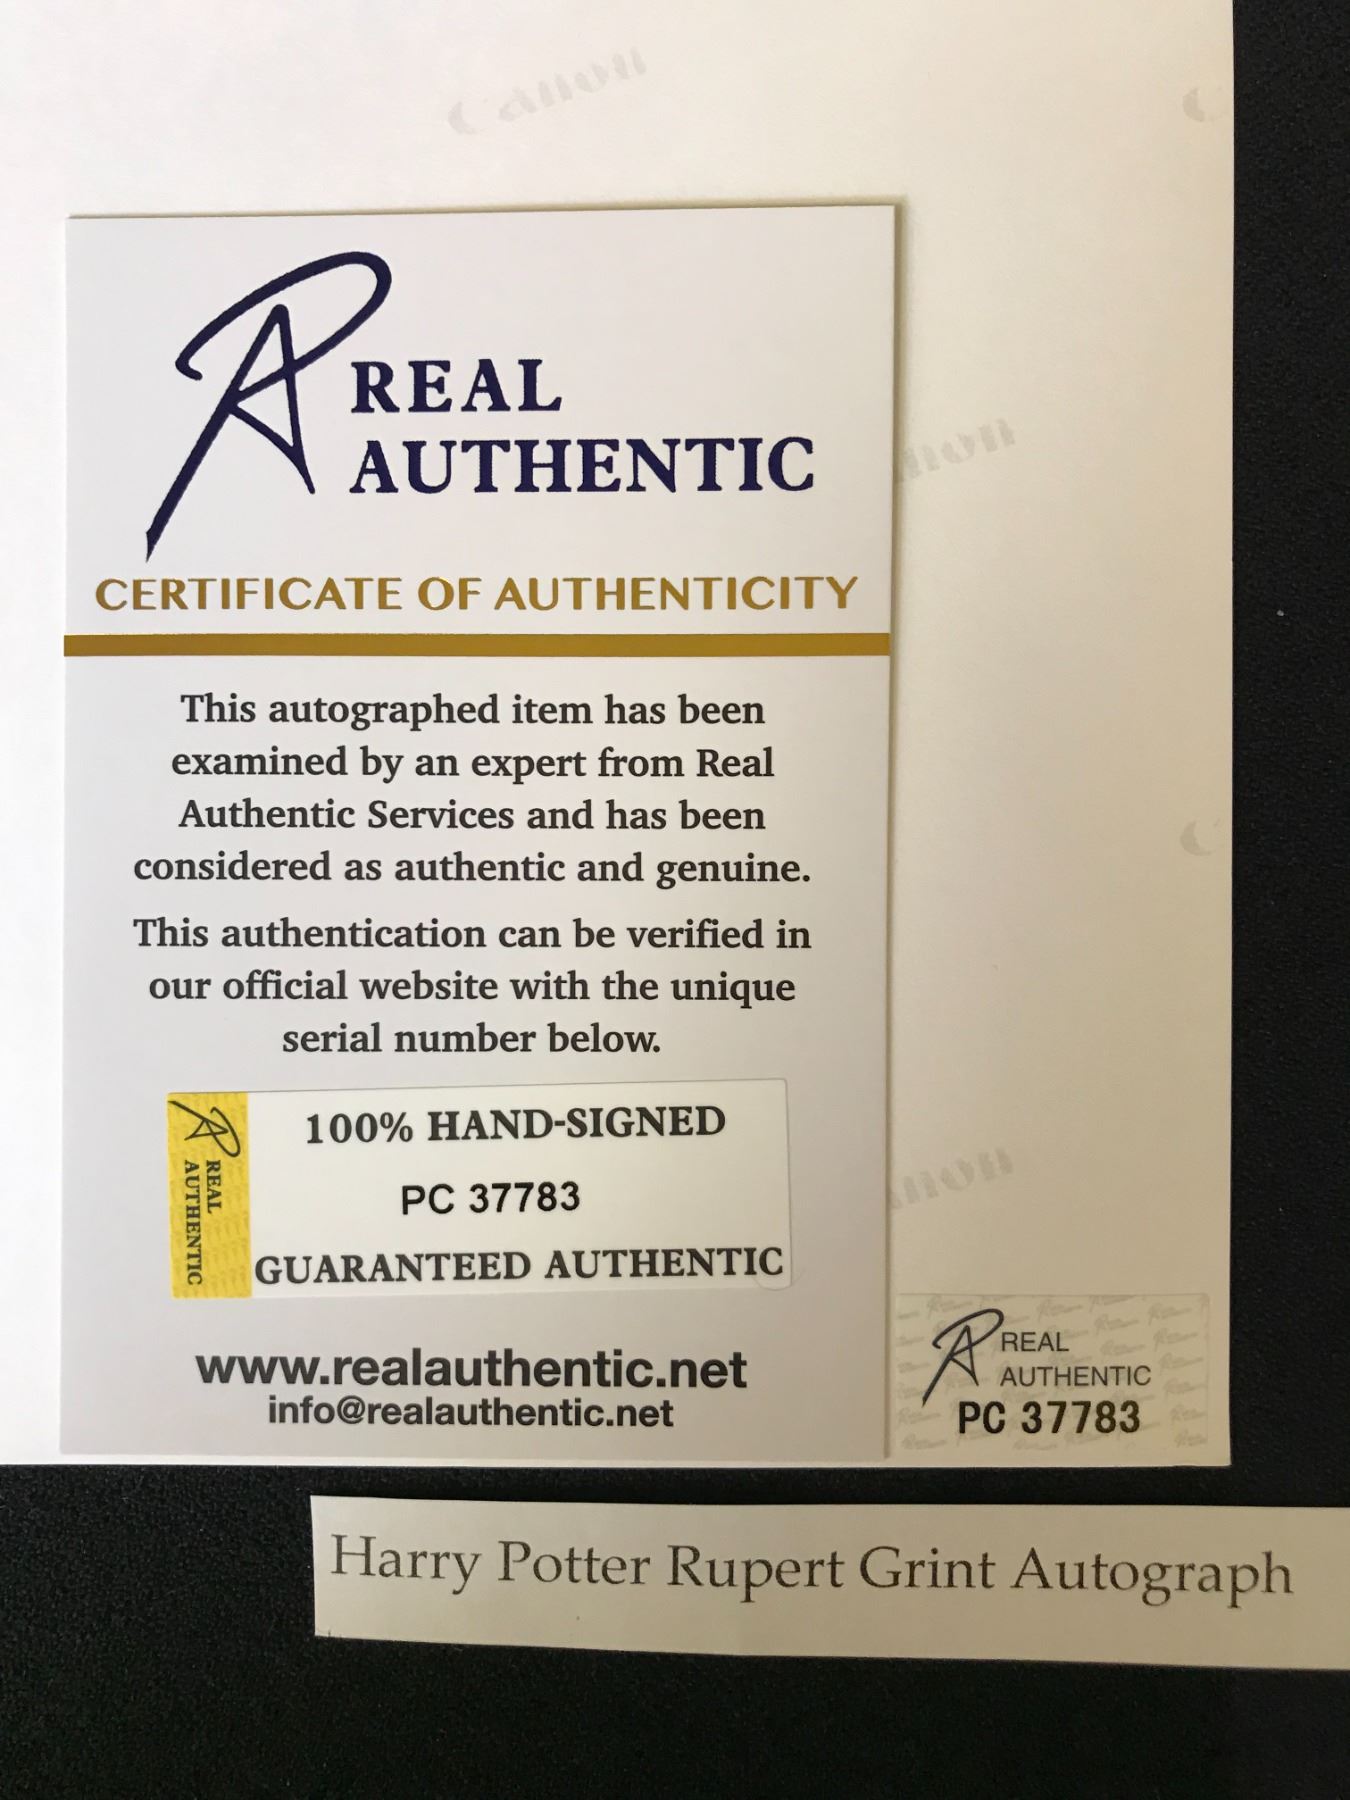 Canon
REAL
AUTHENTIC
CERTIFICATE OF AUTHENTICITY
This autographed item has been
examined by an expert from Real
Authentic Services and has been
considered as authentic and genuine.
This authentication can be verified in
our official website with the unique
serial number below.
REAL
AUTHENTIC
100% HAND-SIGNED
PC 37783
GUARANTEED AUTHENTIC
www.realauthentic.net
info@realauthentic.net
REAL
AUTHENTIC
PC 37783
Harry Potter Rupert Grint Autograph